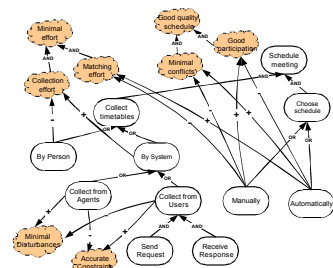 Minimal
effort
Good quality
schedule
Good
participation
AND
AND
AND
AND
Matching
effort
Minimal
conflicts
Schedule
meeting
AND
AND
Collection
effort
Collect
timetables
Choose
schedule
-
+
-
+
-
-
+
+
-
OR
OR
OR
OR
By Person
By System
OR
OR
Collect from
Agents
Collect from
Users
Manually
Automatically
+
-
-
+
AND
AND
Minimal
Disturbances
Accurate
Constraints
Send
Request
Receive
Response